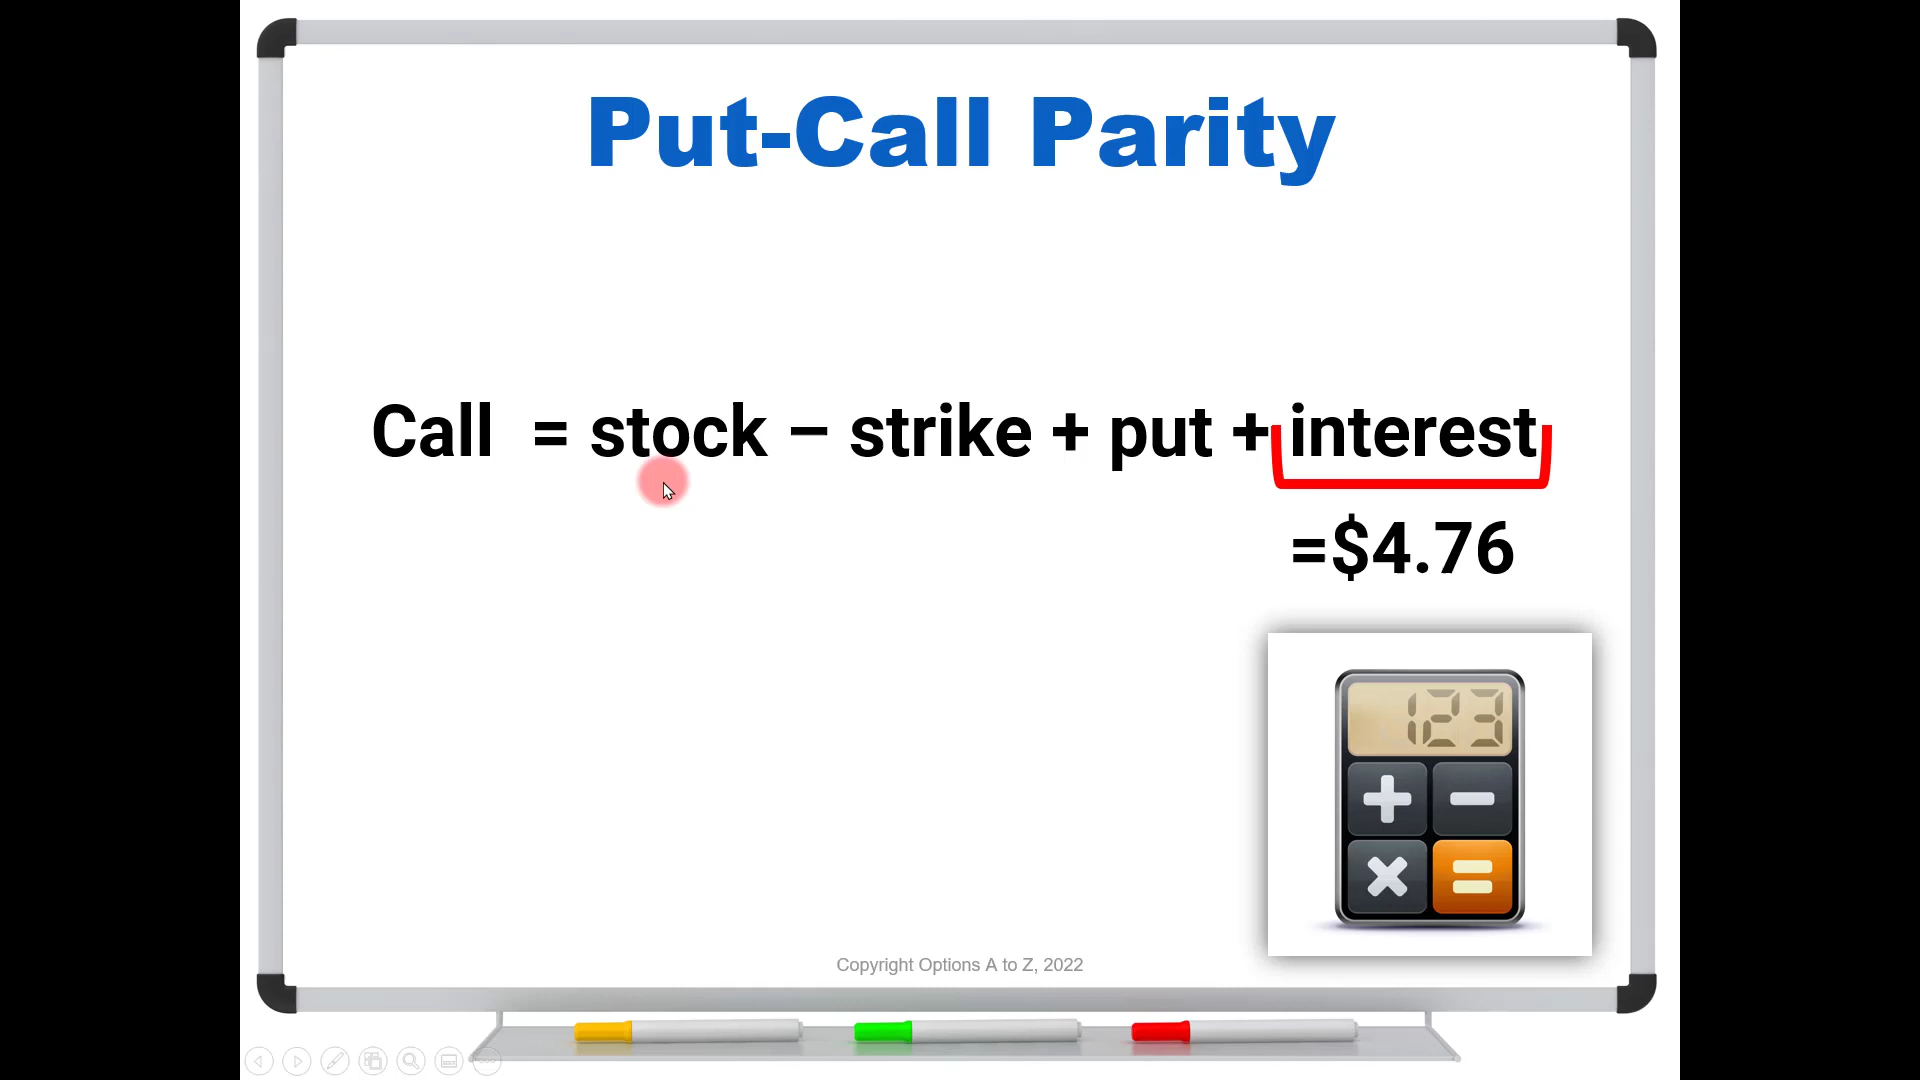 Put-Call Parity
Call = stock – strike + put + interest
=$4.76
123
Copyright Options A to Z, 2022